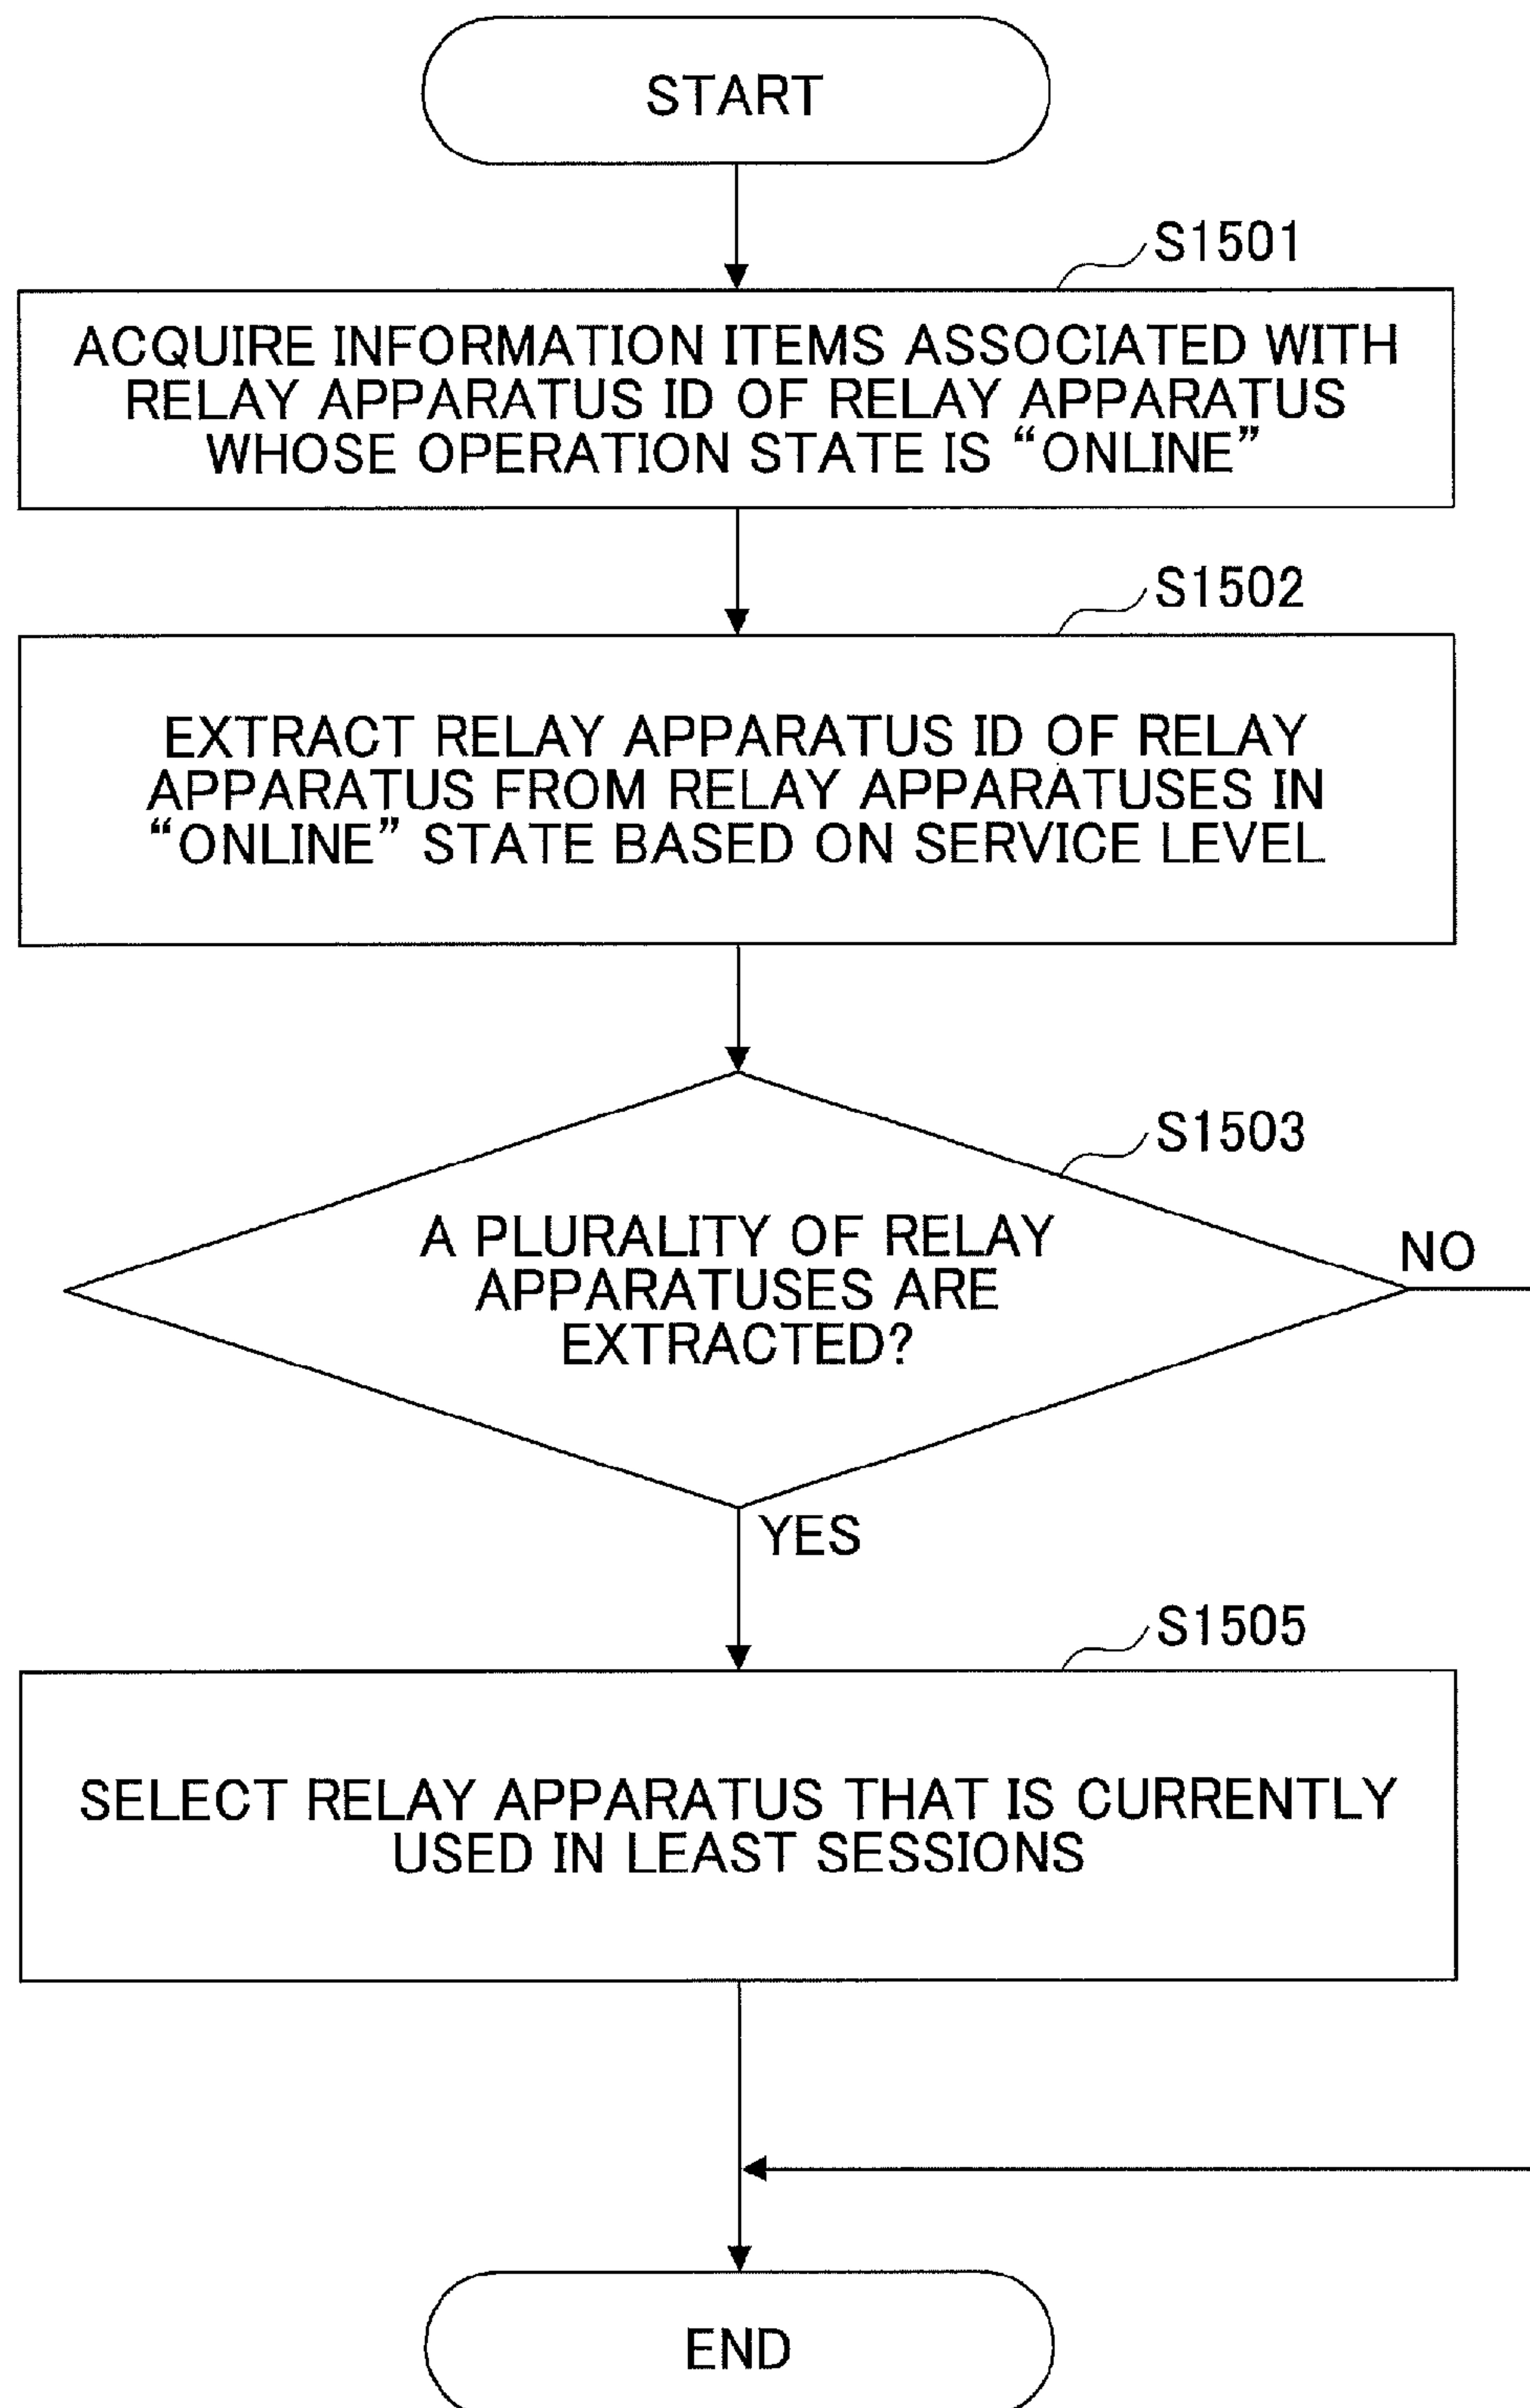 START
S1501
ACQUIRE INFORMATION ITEMS ASSOCIATED WITH
RELAY APPARATUS ID OF RELAY APPARATUS
WHOSE OPERATION STATE IS “ONLINE”
S1502
EXTRACT RELAY APPARATUS ID OF RELAY
APPARATUS FROM RELAY APPARATUSES IN
“ONLINE” STATE BASED ON SERVICE LEVEL
S1503
A PLURALITY OF RELAY
APPARATUSES ARE
EXTRACTED?
NO
YES
S1505
SELECT RELAY APPARATUS THAT IS CURRENTLY
USED IN LEAST SESSIONS
END